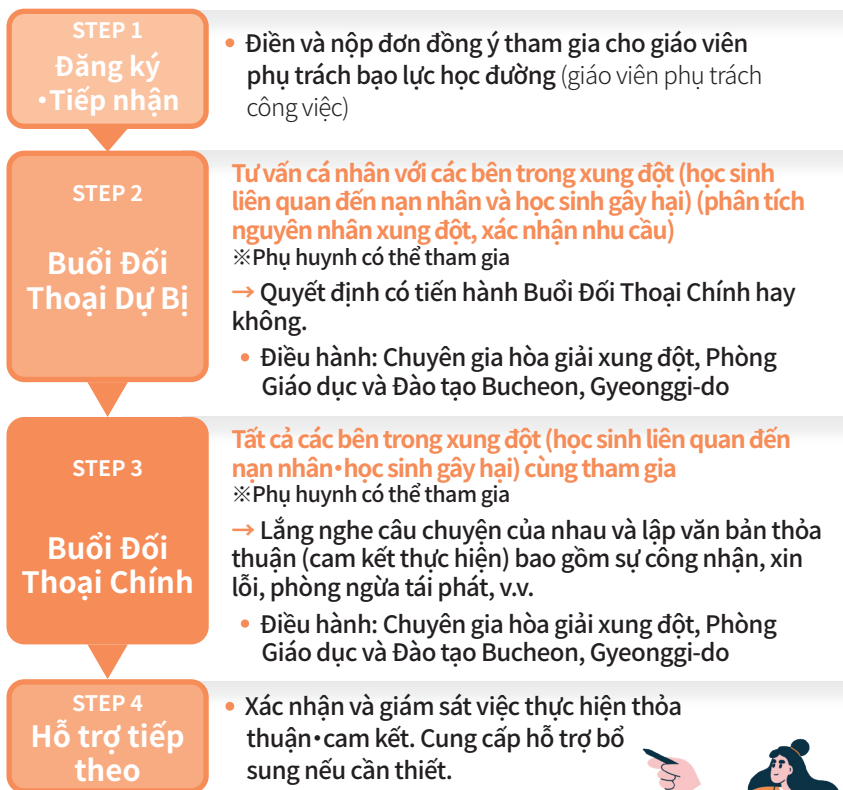 STEP 1
Đăng ký
•Tiếp nhận
• Điền và nộp đơn đồng ý tham gia cho giáo viên
phụ trách bạo lực học đường (giáo viên phụ trách
công việc)
STEP 2
Buổi Đối
Thoại Dự Bị
Tư vấn cá nhân với các bên trong xung đột (học sinh
liên quan đến nạn nhân và học sinh gây hại) (phân tích
nguyên nhân xung đột, xác nhận nhu cầu)
※Phụ huynh có thể tham gia
→ Quyết định có tiến hành Buổi Đối Thoại Chính hay
không.
• Điều hành: Chuyên gia hòa giải xung đột, Phòng
Giáo dục và Đào tạo Bucheon, Gyeonggi-do
STEP 3
Buổi Đối
Thoại Chính
Tất cả các bên trong xung đột (học sinh liên quan đến
nạn nhân•học sinh gây hại) cùng tham gia
※Phụ huynh có thể tham gia
→ Lắng nghe câu chuyện của nhau và lập văn bản thỏa
thuận (cam kết thực hiện) bao gồm sự công nhận, xin
lỗi, phòng ngừa tái phát, v.v.
• Điều hành: Chuyên gia hòa giải xung đột, Phòng
Giáo dục và Đào tạo Bucheon, Gyeonggi-do
STEP 4
Hỗ trợ tiếp
theo
• Xác nhận và giám sát việc thực hiện thỏa
thuận•cam kết. Cung cấp hỗ trợ bổ
sung nếu cần thiết.